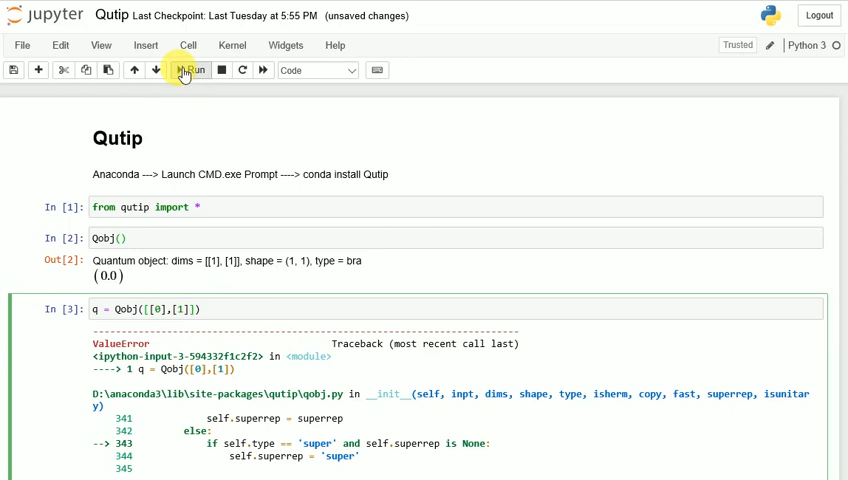 jupyter Qutip Last Checkpoint: Last Tuesday at 5:55 PM (unsaved changes) Logout
File Edit View Insert Cell Kernel Widgets Help Trusted Python 3
Run Code
Qutip
Anaconda ---> Launch CMD.exe Prompt ----> conda install Qutip
In [1]: from qutip import *
In [2]: Qobj()
Out[2]: Quantum object: dims = [[1], [1]], shape = (1, 1), type = bra
(0.0)
In [3]: q = Qobj([[0],[1]])
---------------------------------------------------------------------------
ValueError Traceback (most recent call last)
<ipython-input-3-594332f1c2f2> in <module>
----> 1 q = Qobj([0],[1])
D:\anaconda3\lib\site-packages\qutip\qobj.py in __init__(self, inpt, dims, shape, type, isherm, copy, fast, superrep, isunitar
y)
341 self.superrep = superrep
342 else:
--> 343 if self.type == 'super' and self.superrep is None:
344 self.superrep = 'super'
345